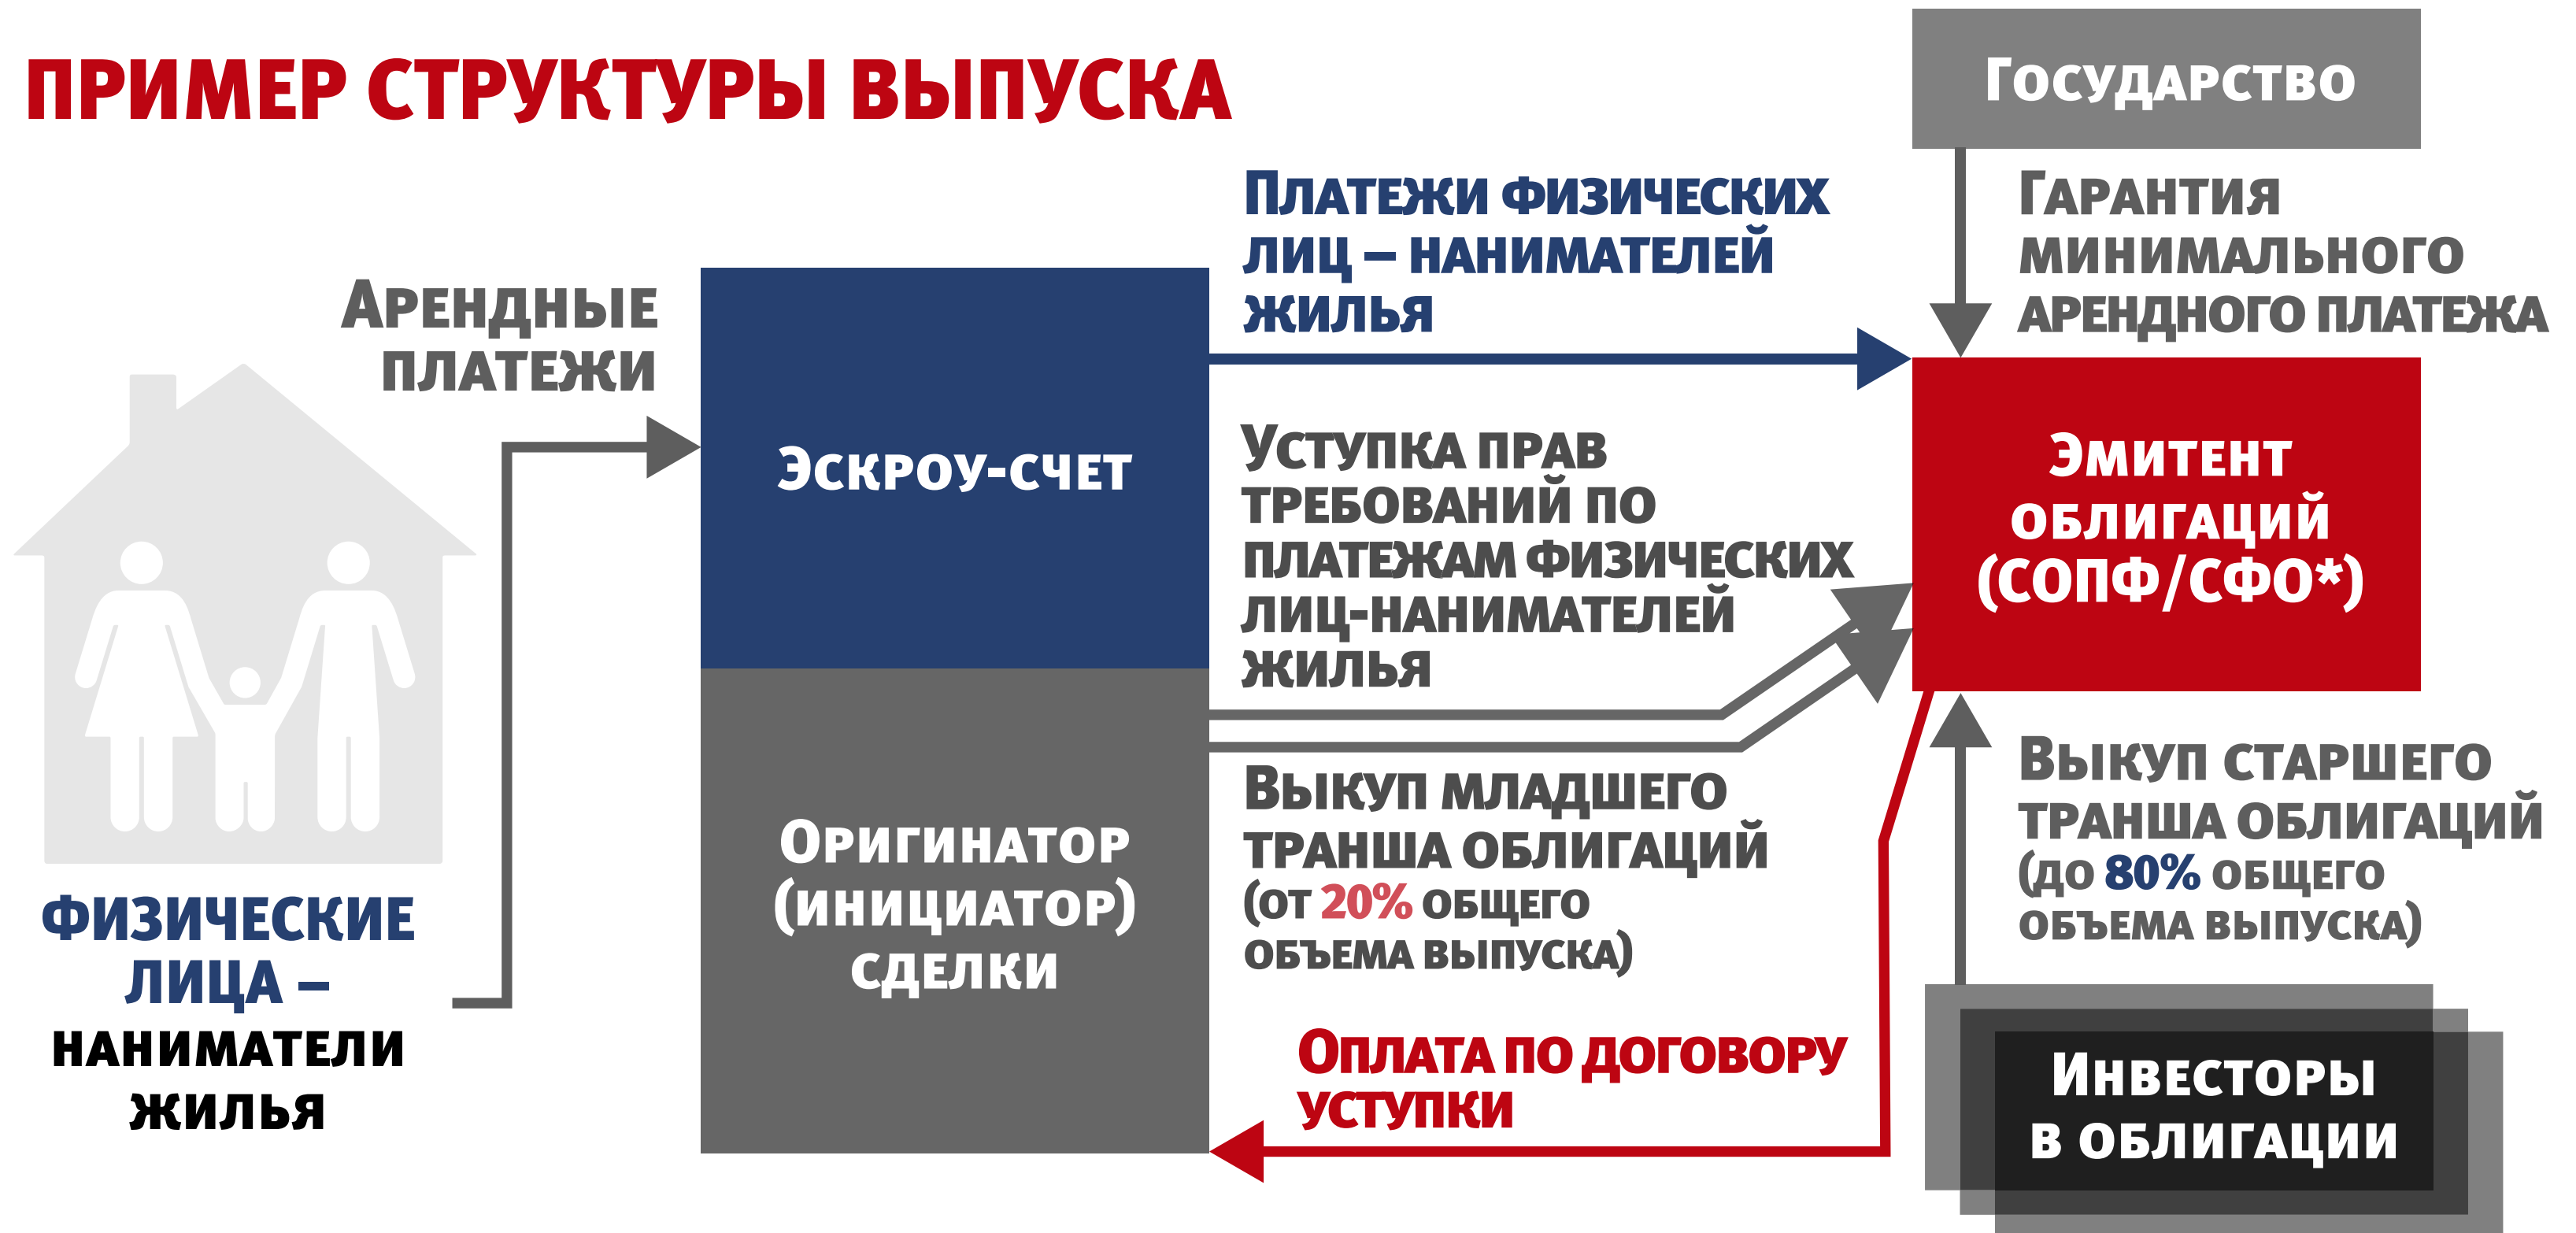 ПРИМЕР СТРУКТУРЫ ВЫПУСКА
ГОСУДАРСТВО
ГАРАНТИЯ
МИНИМАЛЬНОГО
АРЕНДНОГО ПЛАТЕЖА
ПЛАТЕЖИ ФИЗИЧЕСКИХ
ЛИЦ – НАНИМАТЕЛЕЙ
ЖИЛЬЯ
АРЕНДНЫЕ
ПЛАТЕЖИ
ЭСКРОУ-СЧЕТ
УСТУПКА ПРАВ
ТРЕБОВАНИЙ ПО
ПЛАТЕЖАМ ФИЗИЧЕСКИХ
ЛИЦ-НАНИМАТЕЛЕЙ
ЖИЛЬЯ
ЭМИТЕНТ
ОБЛИГАЦИЙ
(СОПФ/СФО*)
ОРИГИНАТОР
(ИНИЦИАТОР)
СДЕЛКИ
ВЫКУП МЛАДШЕГО
ТРАНША ОБЛИГАЦИЙ
(ОТ 20% ОБЩЕГО
ОБЪЕМА ВЫПУСКА)
ВЫКУП СТАРШЕГО
ТРАНША ОБЛИГАЦИЙ
(ДО 80% ОБЩЕГО
ОБЪЕМА ВЫПУСКА)
ФИЗИЧЕСКИЕ
ЛИЦА –
НАНИМАТЕЛИ
ЖИЛЬЯ
ОПЛАТА ПО ДОГОВОРУ
УСТУПКИ
ИНВЕСТОРЫ
В ОБЛИГАЦИИ